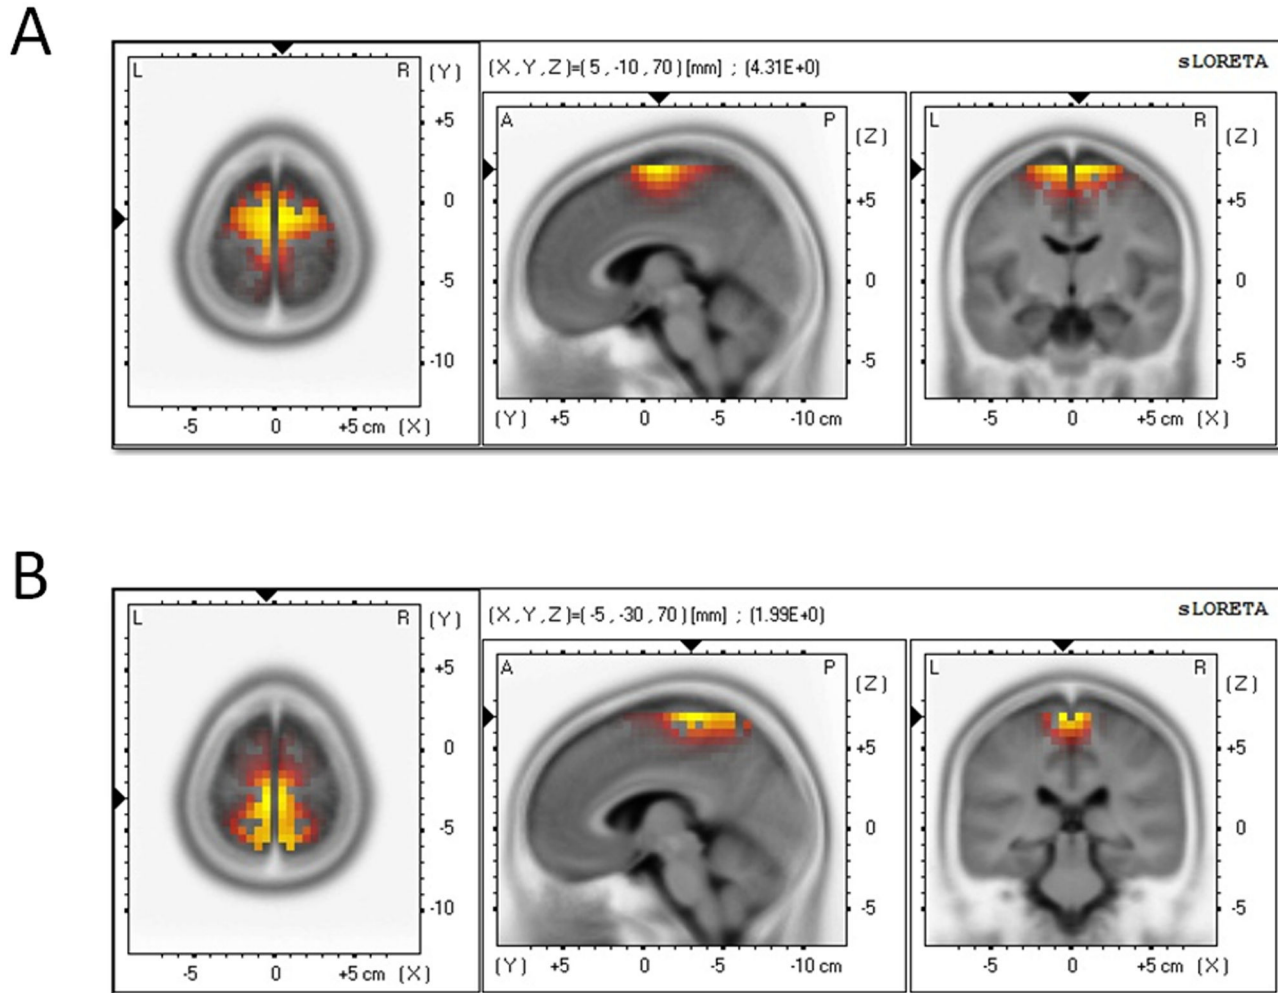 A
(X,Y,Z)=(5,-10,70)[mm] ; (4.31E+0)
sLORETA
L R (Y)
A P (Z)
L R (Z)
+5
0
-5
-10
+5
0
-5
+5
0
-5
-5 0 +5 cm (X)
(Y) +5 0 -5 -10 cm
-5 0 +5 (X)
B
(X,Y,Z)=(-5,-30,70)[mm] ; (1.99E+0)
sLORETA
L R (Y)
A P (Z)
L R (Z)
+5
0
-5
-10
+5
0
-5
+5
0
-5
-5 0 +5 cm (X)
(Y) +5 0 -5 -10 cm
-5 0 +5 (X)